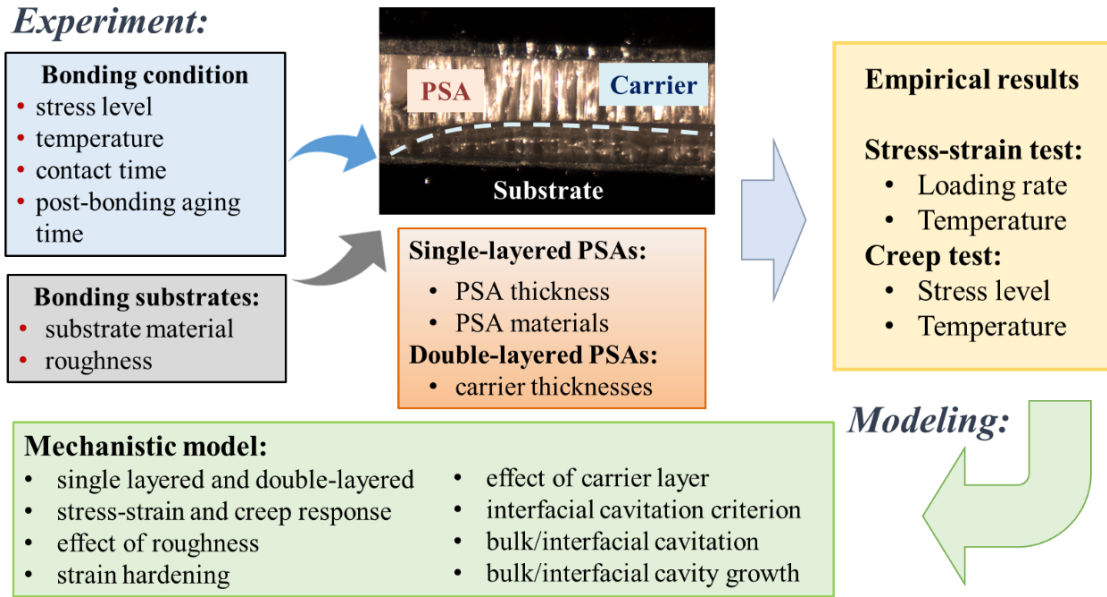 Experiment:
Bonding condition
• stress level
• temperature
• contact time
• post-bonding aging
time
Bonding substrates:
• substrate material
• roughness
PSA
Carrier
Substrate
Single-layered PSAs:
• PSA thickness
• PSA materials
Double-layered PSAs:
• carrier thicknesses
Empirical results
Stress-strain test:
• Loading rate
• Temperature
Creep test:
• Stress level
• Temperature
Modeling:
Mechanistic model:
• single layered and double-layered
• stress-strain and creep response
• effect of roughness
• strain hardening
• effect of carrier layer
• interfacial cavitation criterion
• bulk/interfacial cavitation
• bulk/interfacial cavity growth